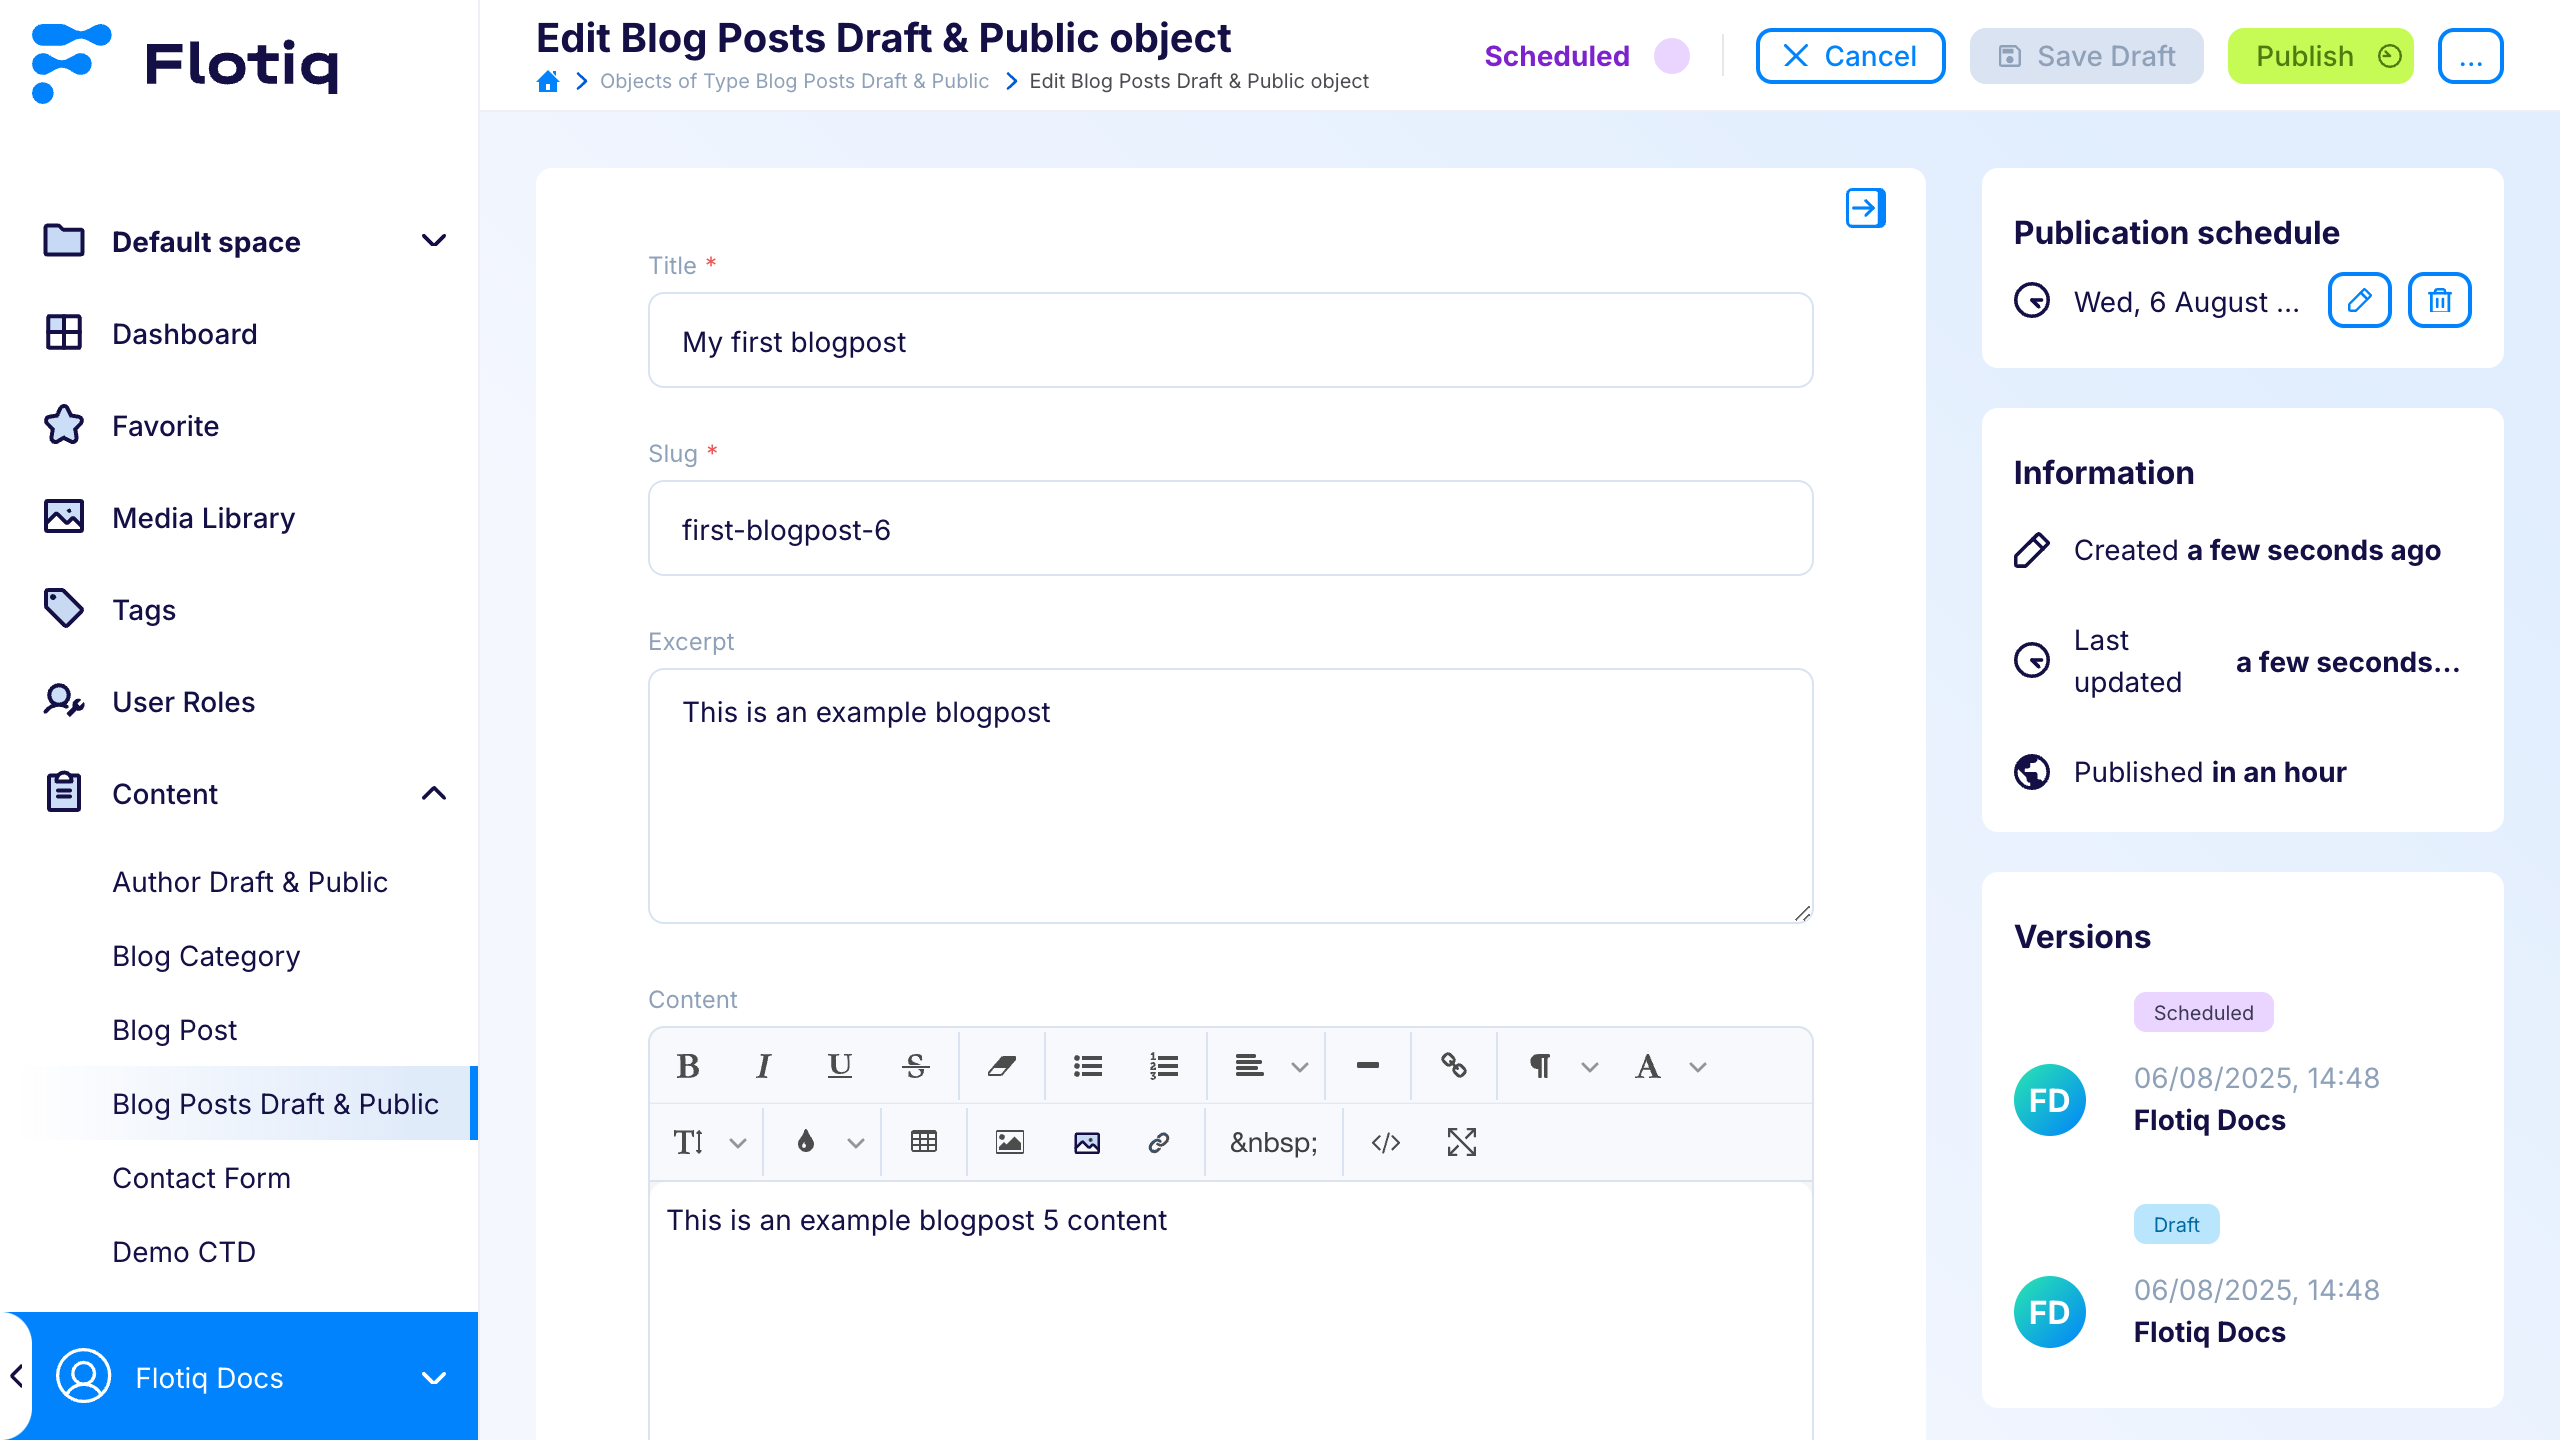 Flotiq
Default space
Dashboard
Favorite
Media Library
Tags
User Roles
Content
Author Draft & Public
Blog Category
Blog Post
Blog Posts Draft & Public
Contact Form
Demo CTD
Flotiq Docs
Edit Blog Posts Draft & Public object
Objects of Type Blog Posts Draft & Public
Edit Blog Posts Draft & Public object
Scheduled
Cancel
Save Draft
Publish
...
Title *
My first blogpost
Slug *
first-blogpost-6
Excerpt
This is an example blogpost
Content
B I U S
&nbsp;
This is an example blogpost 5 content
Publication schedule
Wed, 6 August ...
Information
Created a few seconds ago
Last
updated
a few seconds...
Published in an hour
Versions
Scheduled
FD
06/08/2025, 14:48
Flotiq Docs
Draft
FD
06/08/2025, 14:48
Flotiq Docs